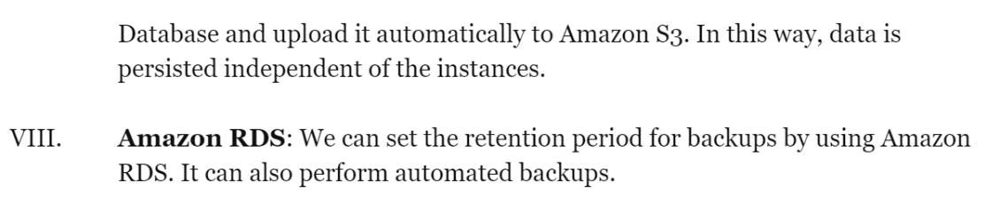 Database and upload it automatically to Amazon S3. In this way, data is
persisted independent of the instances.
VIII. Amazon RDS: We can set the retention period for backups by using Amazon
RDS. It can also perform automated backups.